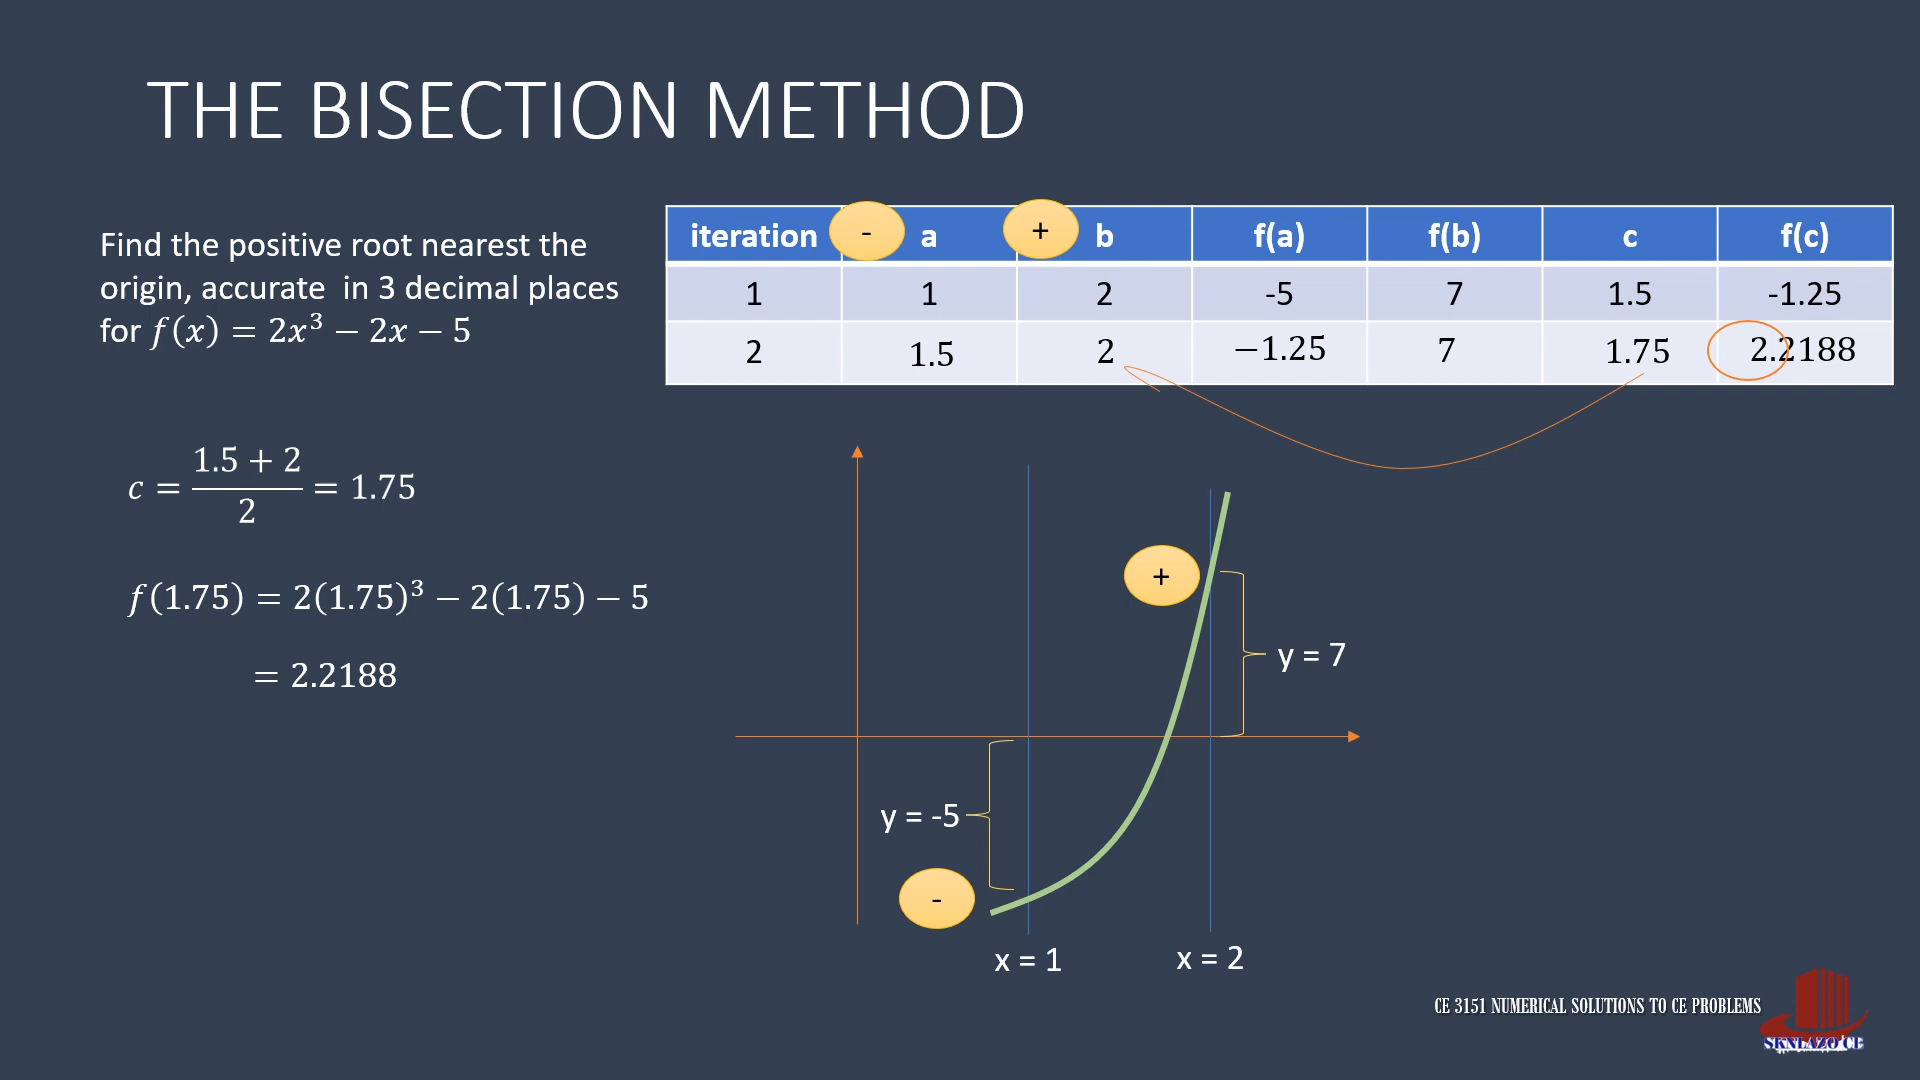 THE BISECTION METHOD
Find the positive root nearest the
origin, accurate in 3 decimal places
for f(x) = 2x³ − 2x − 5
iteration - a + b f(a) f(b) c f(c)
1 1 2 -5 7 1.5 -1.25
2 1.5 2 −1.25 7 1.75 2.2188
c = (1.5 + 2)/2 = 1.75
f(1.75) = 2(1.75)³ − 2(1.75) − 5
= 2.2188
+
y = 7
y = -5
-
x = 1
x = 2
CE 3151 NUMERICAL SOLUTIONS TO CE PROBLEMS